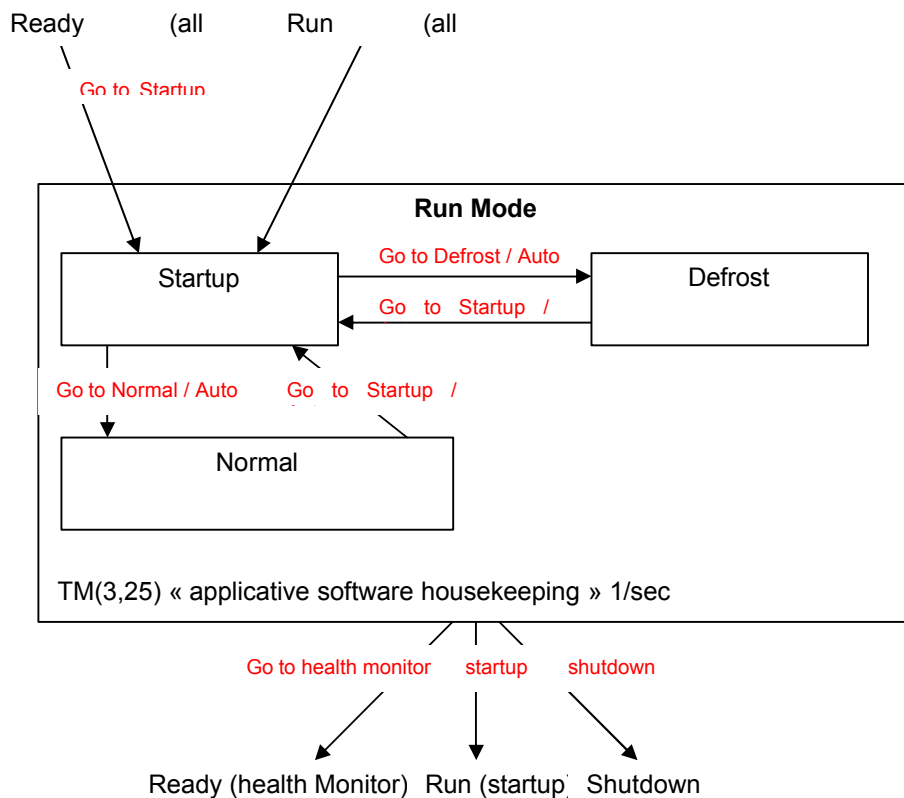 Ready (all Run (all
Go to Startup
Run Mode
Startup
Go to Defrost / Auto
Defrost
Go to Startup /
Go to Normal / Auto
Go to Startup /
Normal
TM(3,25) « applicative software housekeeping » 1/sec
Go to health monitor startup shutdown
Ready (health Monitor) Run (startup) Shutdown